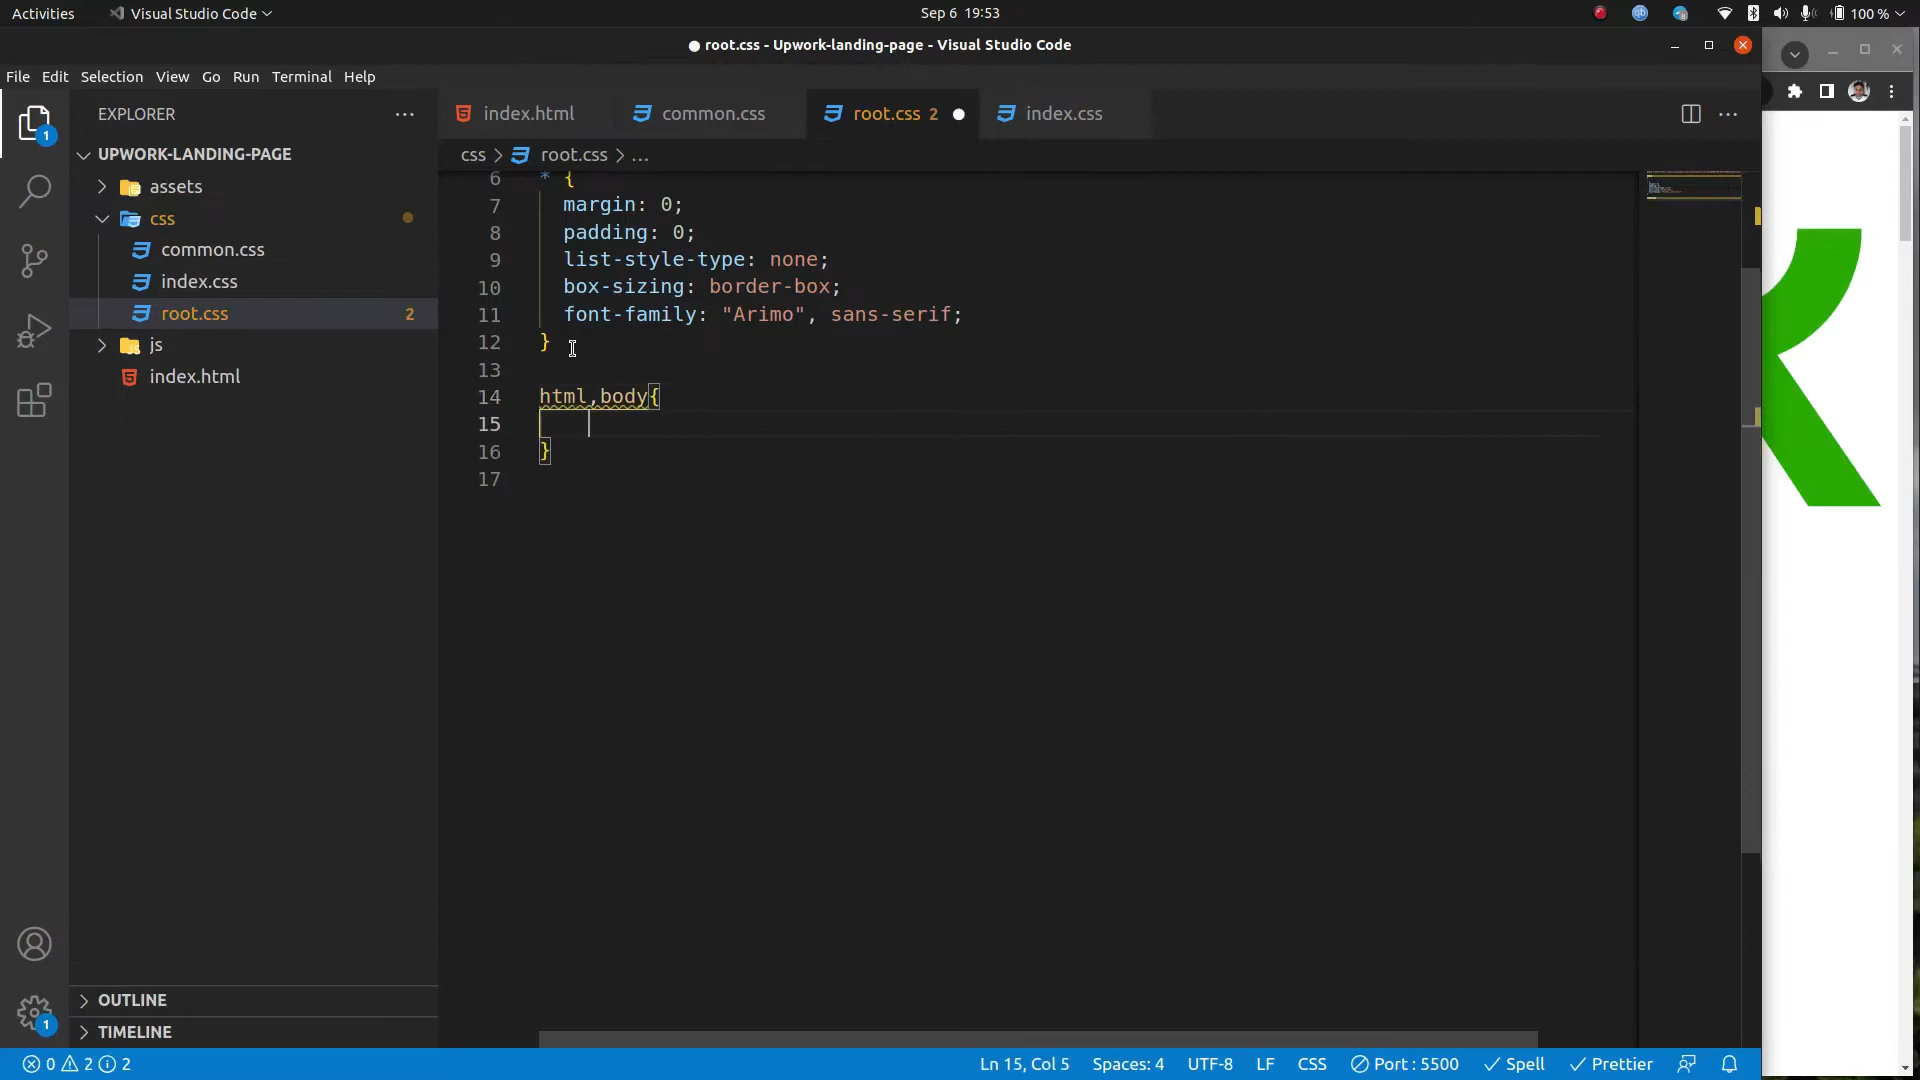 Activities
Visual Studio Code
Sep 6 19:53
100 %
root.css - Upwork-landing-page - Visual Studio Code
File Edit Selection View Go Run Terminal Help
1
EXPLORER
UPWORK-LANDING-PAGE
assets
css
common.css
index.css
root.css 2
js
index.html
index.html
common.css
root.css 2
index.css
css > root.css > ...
6 * {
7 margin: 0;
8 padding: 0;
9 list-style-type: none;
10 box-sizing: border-box;
11 font-family: "Arimo", sans-serif;
12 }
13
14 html,body{
15
16 }
17
OUTLINE
TIMELINE
1
0 2 2
Ln 15, Col 5
Spaces: 4
UTF-8
LF
CSS
Port : 5500
Spell
Prettier